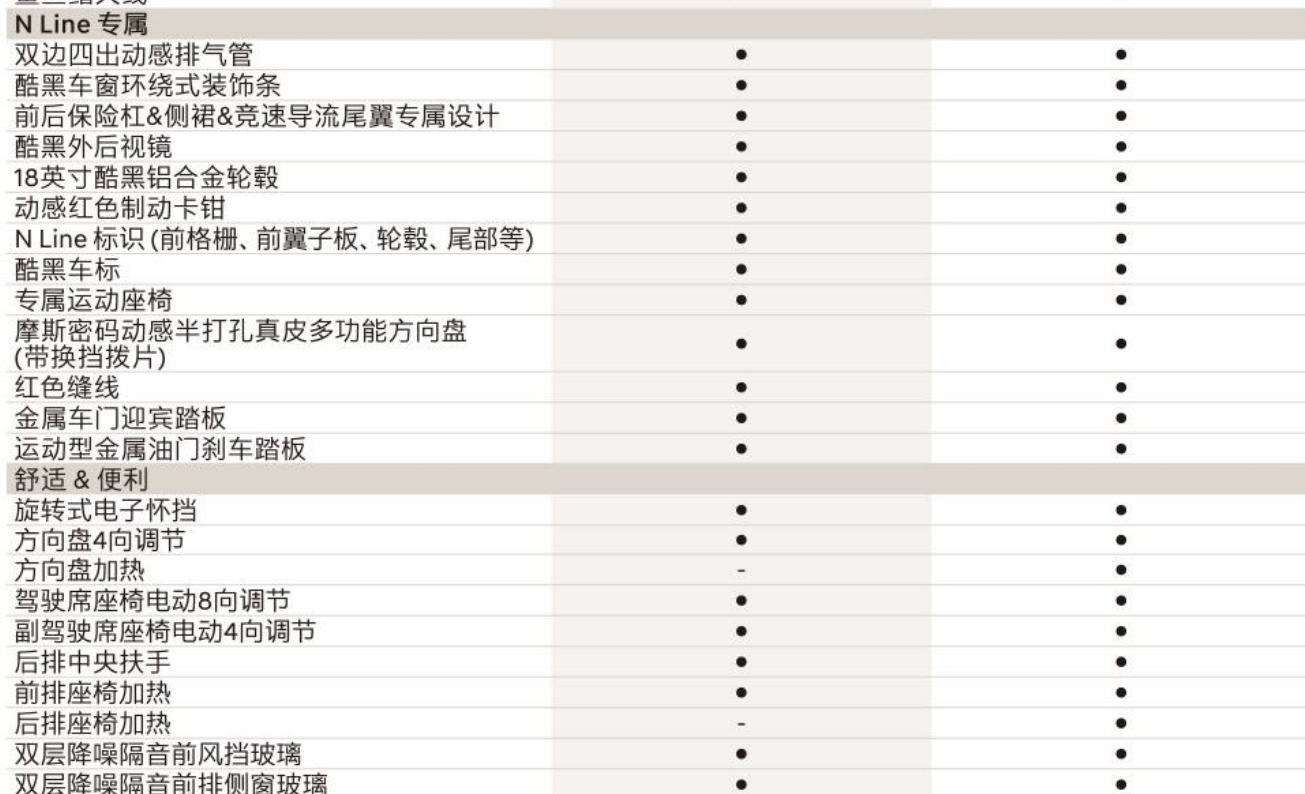 N Line 专属
双边四出动感排气管 ● ●
酷黑车窗环绕式装饰条 ● ●
前后保险杠&侧裙&竞速导流尾翼专属设计 ● ●
酷黑外后视镜 ● ●
18英寸酷黑铝合金轮毂 ● ●
动感红色制动卡钳 ● ●
N Line 标识 (前格栅、前翼子板、轮毂、尾部等) ● ●
酷黑车标 ● ●
专属运动座椅 ● ●
摩斯密码动感半打孔真皮多功能方向盘
(带换挡拨片) ● ●
红色缝线 ● ●
金属车门迎宾踏板 ● ●
运动型金属油门刹车踏板 ● ●
舒适 & 便利
旋转式电子怀挡 ● ●
方向盘4向调节 ● ●
方向盘加热 - ●
驾驶席座椅电动8向调节 ● ●
副驾驶席座椅电动4向调节 ● ●
后排中央扶手 ● ●
前排座椅加热 ● ●
后排座椅加热 - ●
双层降噪隔音前风挡玻璃 ● ●
双层降噪隔音前排侧窗玻璃 ● ●